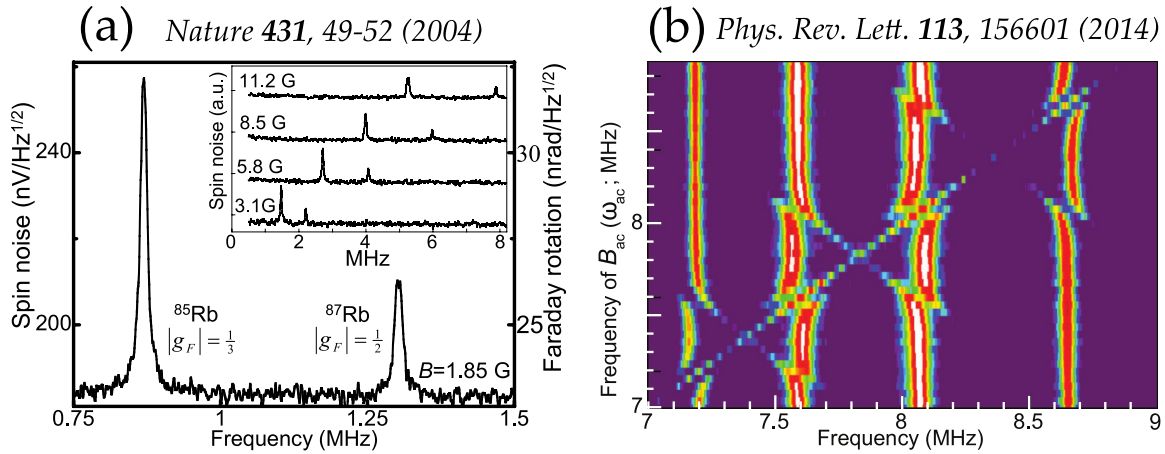 (a) Nature 431, 49-52 (2004)
Spin noise (nV/Hz1/2)
240
200
0.75
1
1.25
1.5
Frequency (MHz)
85Rb
|gF| = 1/3
87Rb
|gF| = 1/2
B=1.85 G
30
25
Faraday rotation (nrad/Hz1/2)
Spin noise (a.u.)
11.2 G
8.5 G
5.8 G
3.1G
0
2
4
6
8
MHz
(b) Phys. Rev. Lett. 113, 156601 (2014)
Frequency of Bac (ωac; MHz)
8
7
7
7.5
8
8.5
9
Frequency (MHz)